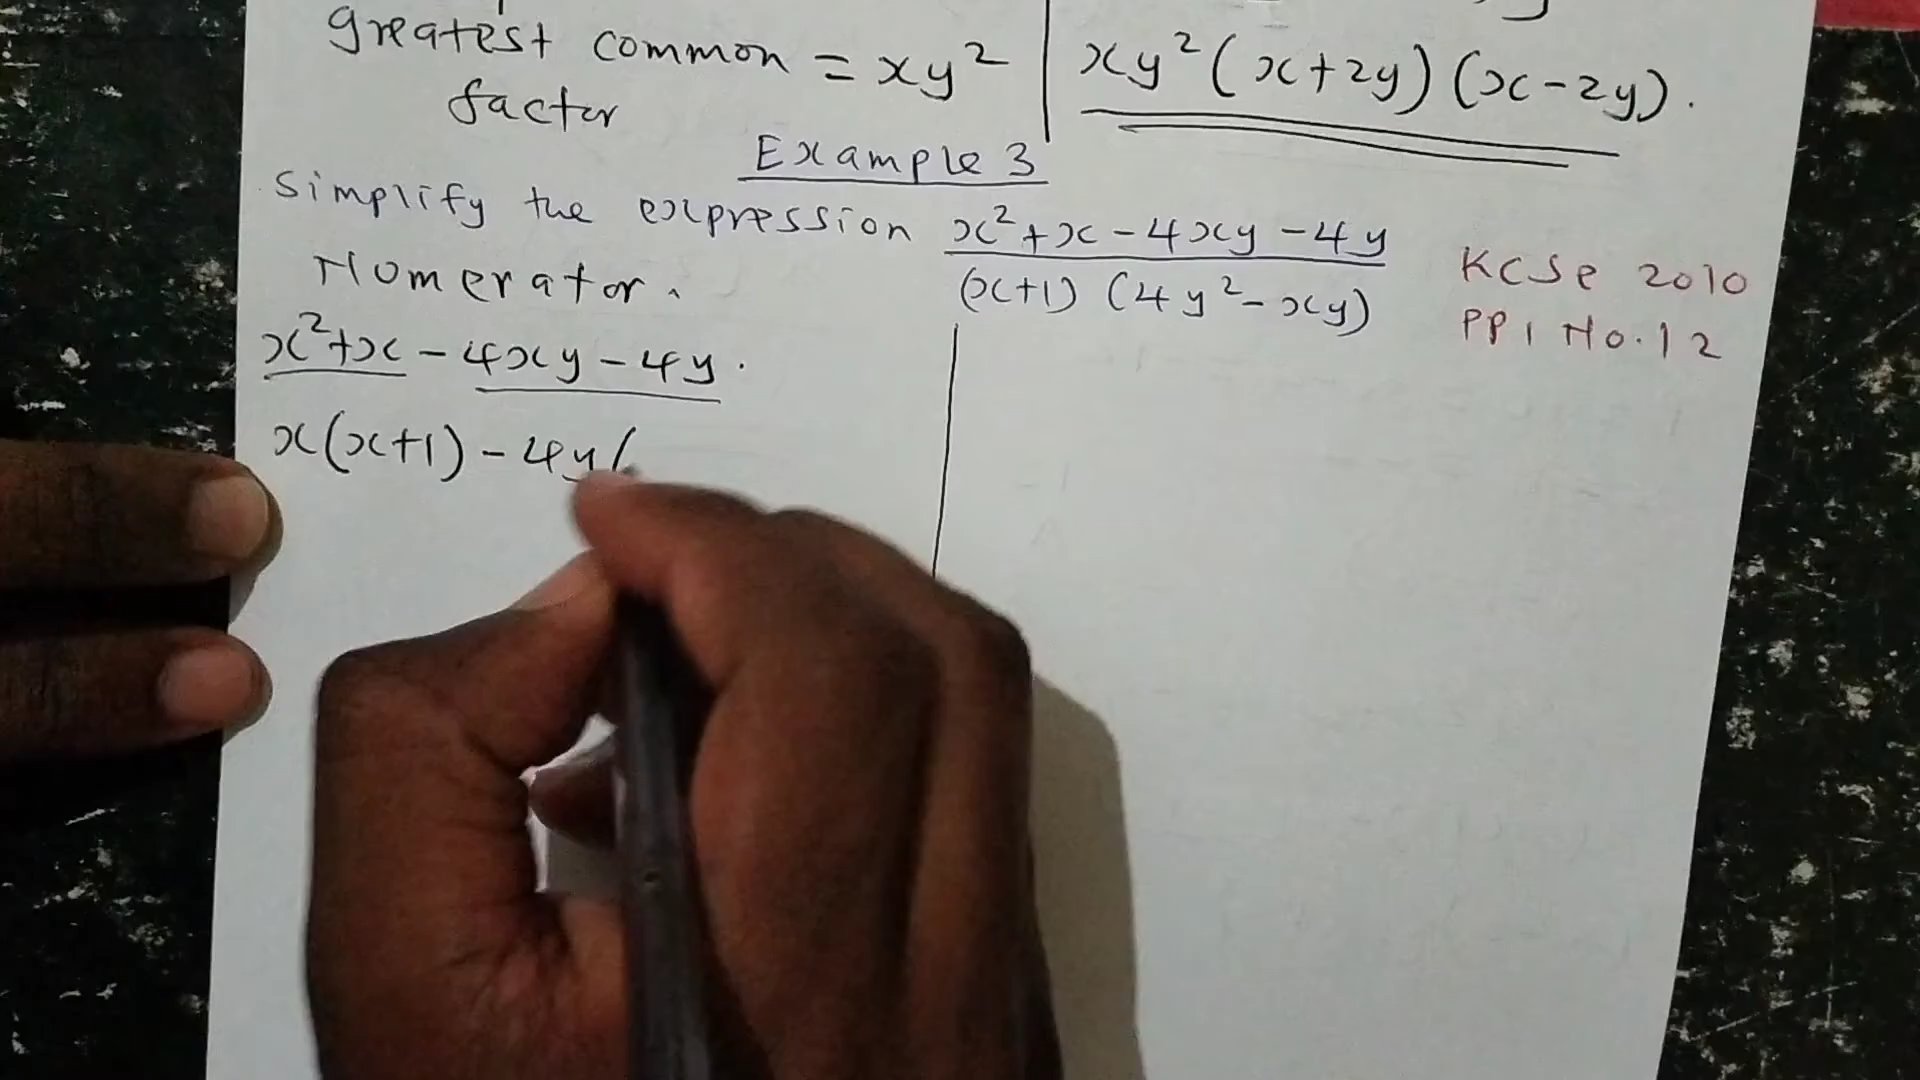 greatest common factor = xy² | xy²(x+2y)(x-2y).
Example 3
Simplify the expression x²+x-4xy-4y / (x+1)(4y²-xy)
KCSe 2010
PP1 No.12
Numerator.
x²+x-4xy-4y.
x(x+1)-4y(